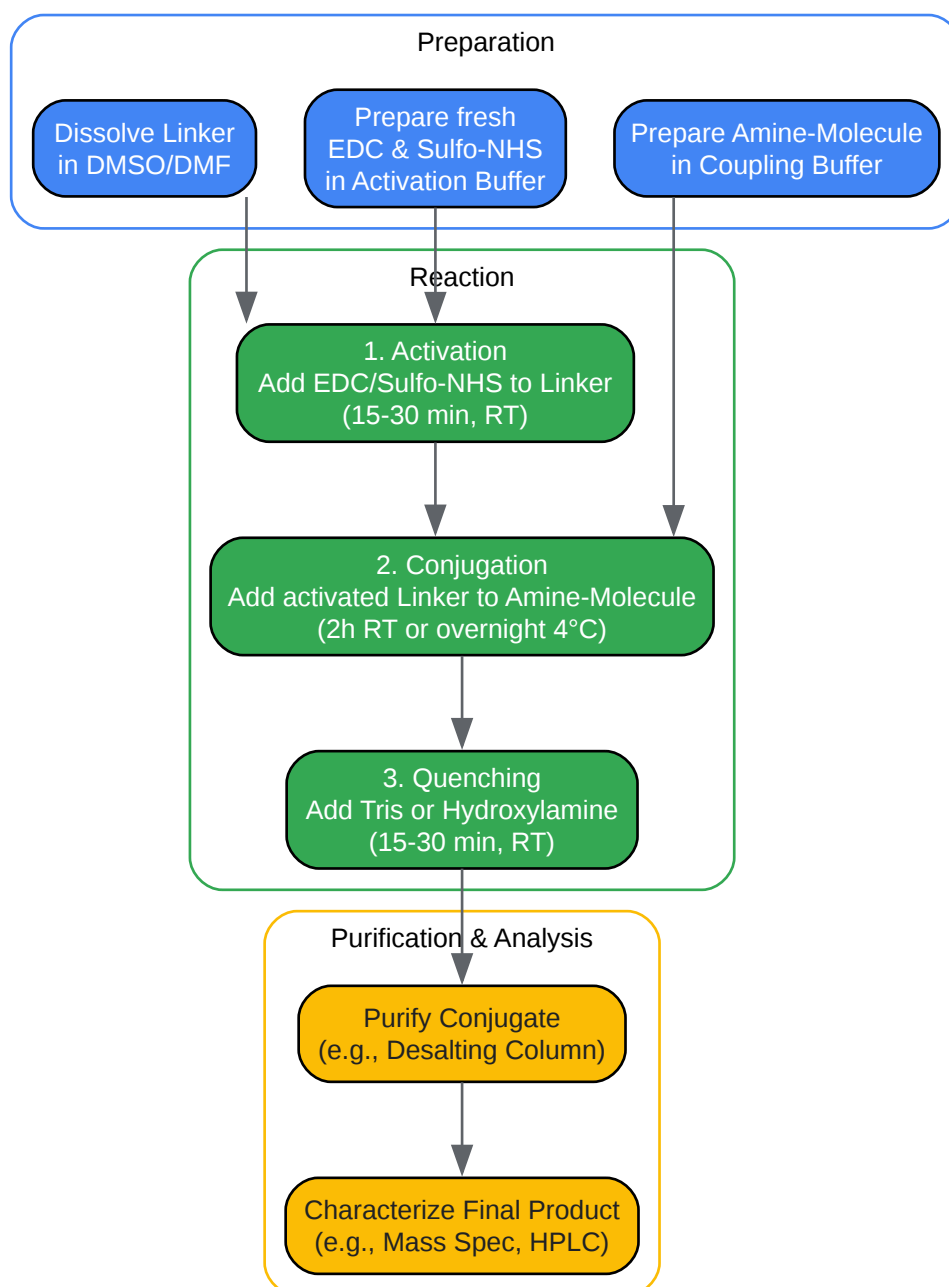 Preparation
Dissolve Linker
in DMSO/DMF
Prepare fresh
EDC & Sulfo-NHS
in Activation Buffer
Prepare Amine-Molecule
in Coupling Buffer
Reaction
1. Activation
Add EDC/Sulfo-NHS to Linker
(15-30 min, RT)
2. Conjugation
Add activated Linker to Amine-Molecule
(2h RT or overnight 4°C)
3. Quenching
Add Tris or Hydroxylamine
(15-30 min, RT)
Purification & Analysis
Purify Conjugate
(e.g., Desalting Column)
Characterize Final Product
(e.g., Mass Spec, HPLC)